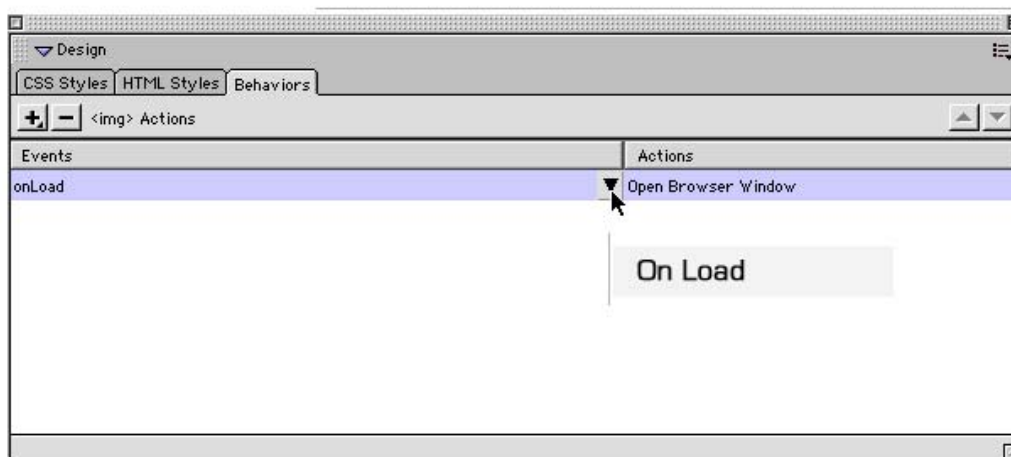 Design
CSS Styles HTML Styles Behaviors
<img> Actions
Events Actions
onLoad Open Browser Window
On Load